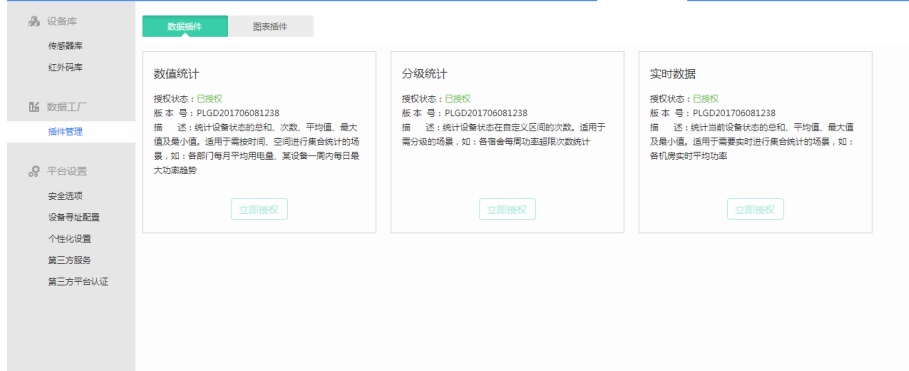 设备库
传感器库
红外码库
数据工厂
插件管理
平台设置
安全选项
设备寻址配置
个性化设置
第三方服务
第三方平台认证
数据插件
图表插件
数值统计
授权状态：已授权
版 本 号：PLGD201706081238
描 述：统计设备状态的总和、次数、平均值、最大
值及最小值。适用于需按时间、空间进行集合统计的场
景，如：各部门每月平均用电量、某设备一周内每日最
大功率趋势
立即授权
分级统计
授权状态：已授权
版 本 号：PLGD201706081238
描 述：统计设备状态在自定义区间的次数。适用于
需分级的场景，如：各宿舍每周功率超限次数统计
立即授权
实时数据
授权状态：已授权
版 本 号：PLGD201706081238
描 述：统计当前设备状态的总和、平均值、最大值
及最小值。适用于需要实时进行集合统计的场景，如：
各机房实时平均功率
立即授权